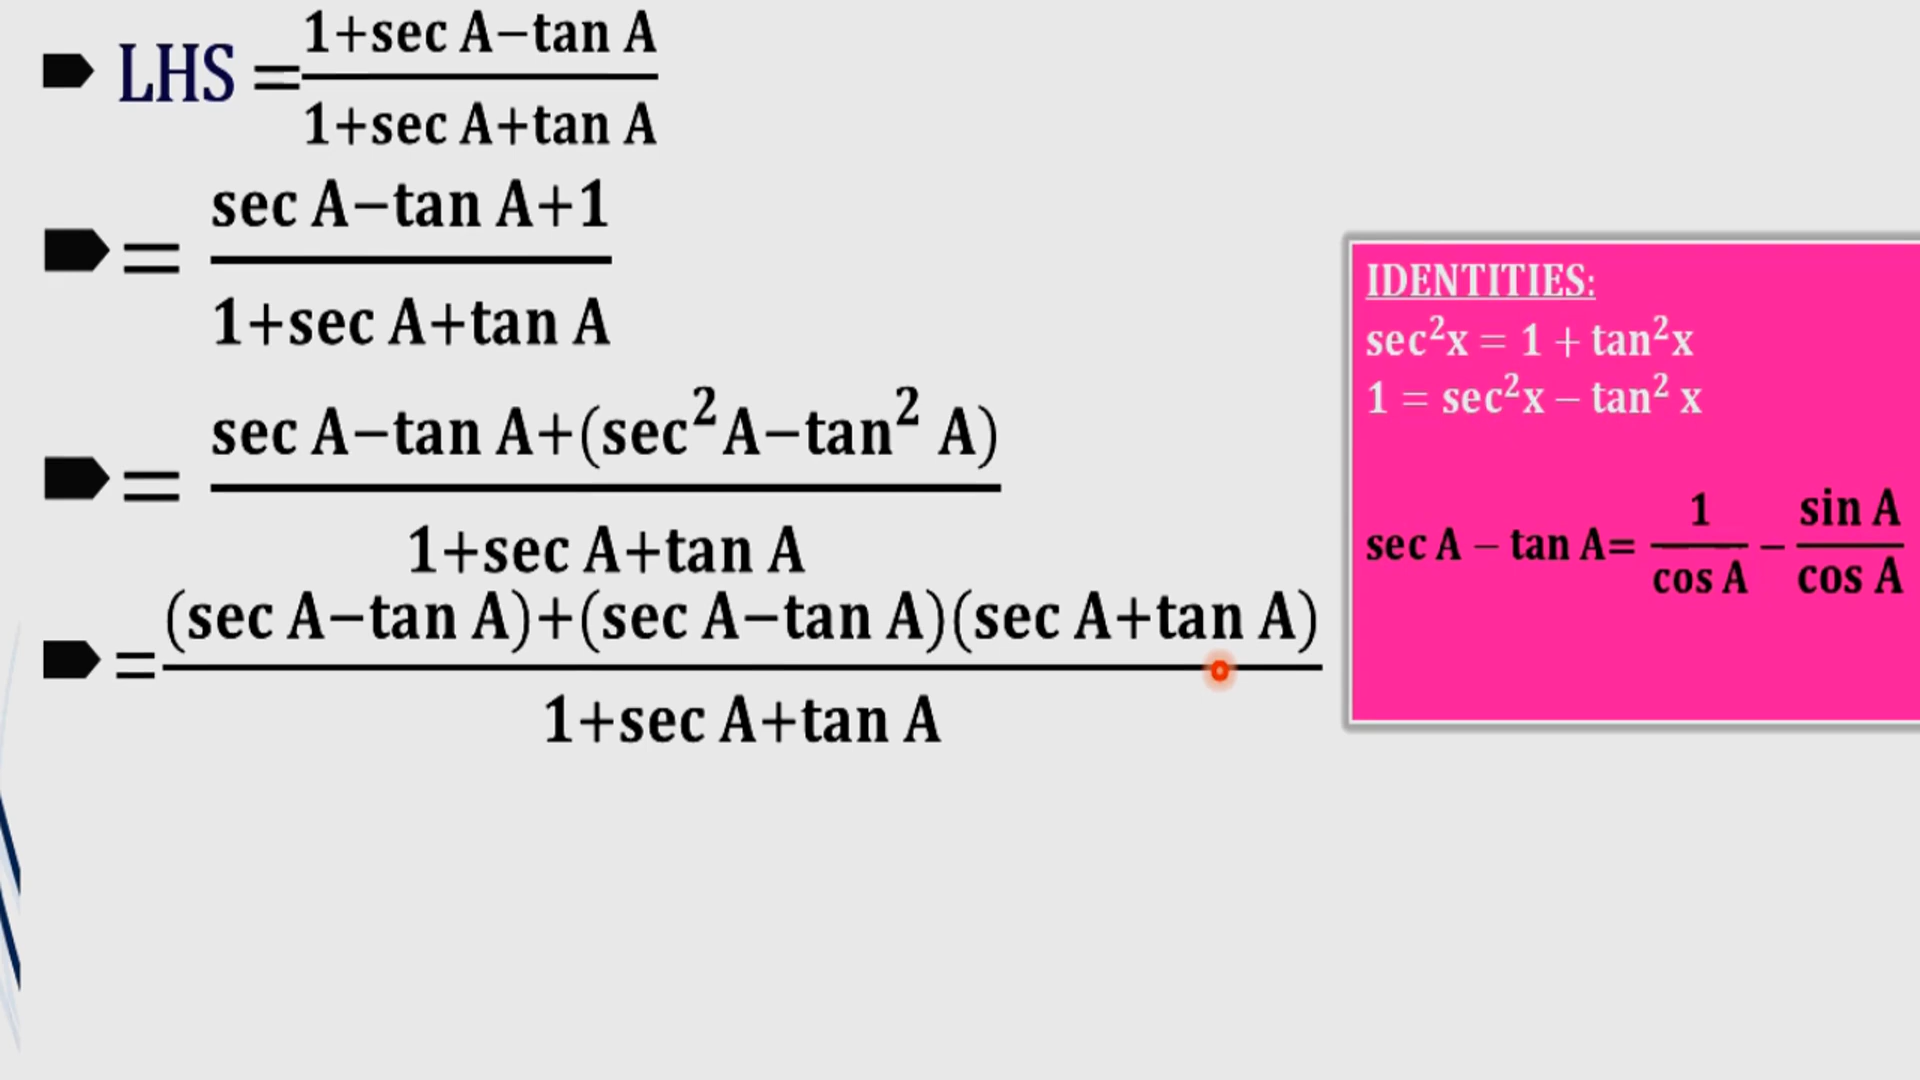 LHS = (1+sec A−tan A)/(1+sec A+tan A)
= (sec A−tan A+1)/(1+sec A+tan A)
= (sec A−tan A+(sec²A−tan² A))/(1+sec A+tan A)
= ((sec A−tan A)+(sec A−tan A)(sec A+tan A))/(1+sec A+tan A)
IDENTITIES:
sec²x = 1 + tan²x
1 = sec²x − tan² x
sec A − tan A= 1/cos A − sin A/cos A